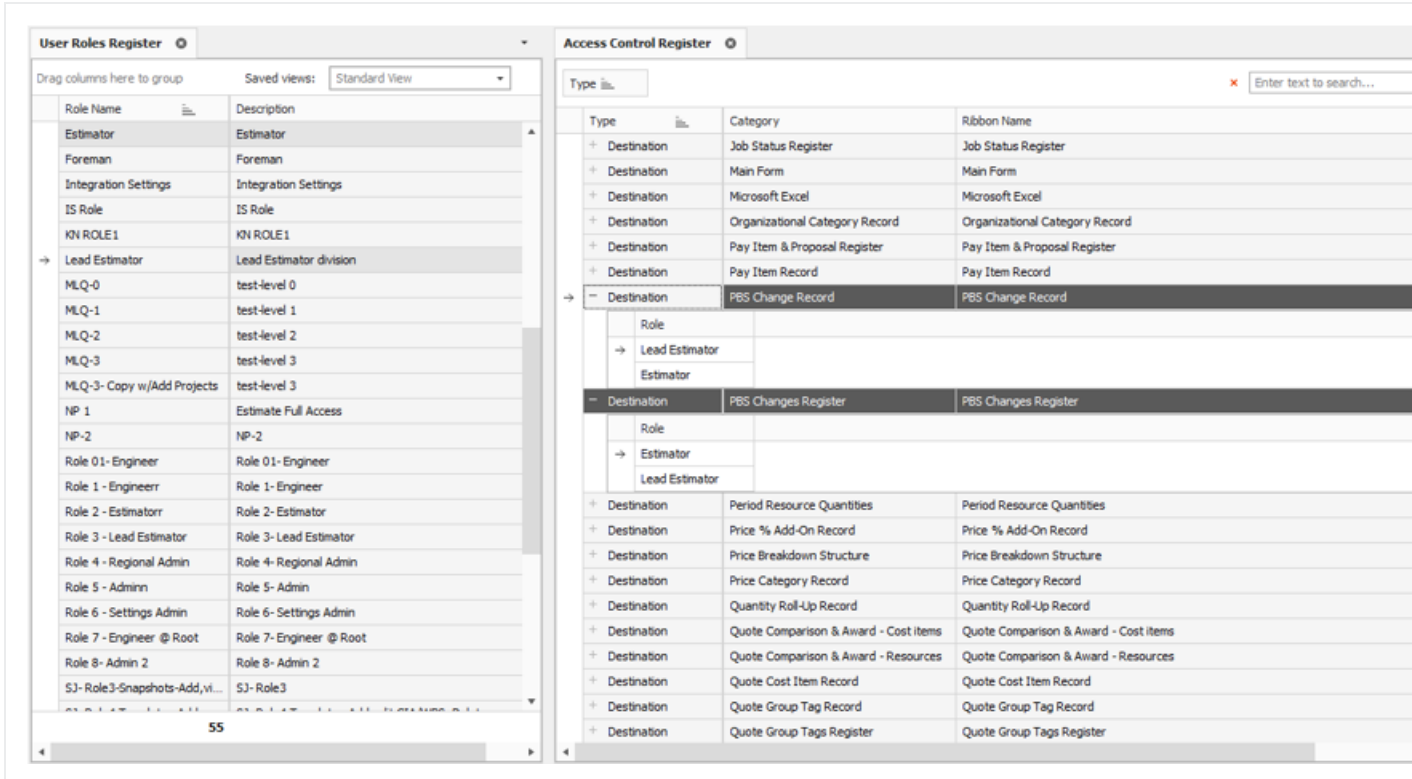 User Roles Register
Drag columns here to group Saved views: Standard View
Role Name Description
Estimator Estimator
Foreman Foreman
Integration Settings Integration Settings
IS Role IS Role
KN ROLE1 KN ROLE1
Lead Estimator Lead Estimator division
MLQ-0 test-level 0
MLQ-1 test-level 1
MLQ-2 test-level 2
MLQ-3 test-level 3
MLQ-3- Copy w/Add Projects test-level 3
NP 1 Estimate Full Access
NP-2 NP-2
Role 01- Engineer Role 01- Engineer
Role 1 - Engineerr Role 1- Engineer
Role 2 - Estimatorr Role 2- Estimator
Role 3 - Lead Estimator Role 3- Lead Estimator
Role 4 - Regional Admin Role 4- Regional Admin
Role 5 - Adminn Role 5- Admin
Role 6 - Settings Admin Role 6- Settings Admin
Role 7 - Engineer @ Root Role 7- Engineer @ Root
Role 8- Admin 2 Role 8- Admin 2
SJ- Role3-Snapshots-Add,vi... SJ- Role3
55
Access Control Register
Type
Enter text to search...
Type Category Ribbon Name
Destination Job Status Register Job Status Register
Destination Main Form Main Form
Destination Microsoft Excel Microsoft Excel
Destination Organizational Category Record Organizational Category Record
Destination Pay Item & Proposal Register Pay Item & Proposal Register
Destination Pay Item Record Pay Item Record
Destination PBS Change Record PBS Change Record
Role
Lead Estimator
Estimator
Destination PBS Changes Register PBS Changes Register
Role
Estimator
Lead Estimator
Destination Period Resource Quantities Period Resource Quantities
Destination Price % Add-On Record Price % Add-On Record
Destination Price Breakdown Structure Price Breakdown Structure
Destination Price Category Record Price Category Record
Destination Quantity Roll-Up Record Quantity Roll-Up Record
Destination Quote Comparison & Award - Cost items Quote Comparison & Award - Cost items
Destination Quote Comparison & Award - Resources Quote Comparison & Award - Resources
Destination Quote Cost Item Record Quote Cost Item Record
Destination Quote Group Tag Record Quote Group Tag Record
Destination Quote Group Tags Register Quote Group Tags Register